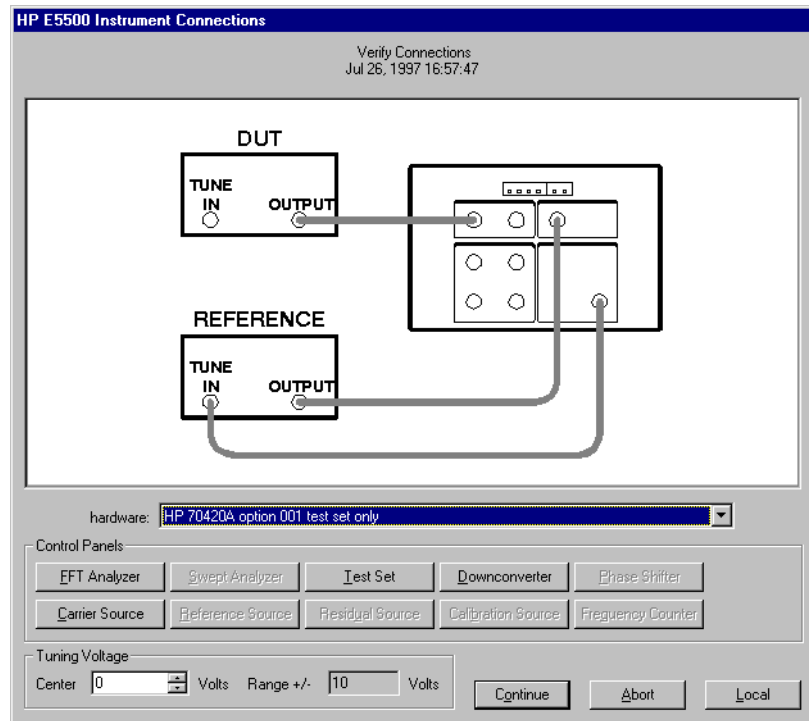 HP E5500 Instrument Connections
Verify Connections
Jul 26, 1997 16:57:47
DUT
TUNE
IN
OUTPUT
REFERENCE
TUNE
IN
OUTPUT
hardware: HP 70420A option 001 test set only
Control Panels
FFT Analyzer Swept Analyzer Test Set Downconverter Phase Shifter
Carrier Source Reference Source Residual Source Calibration Source Frequency Counter
Tuning Voltage
Center 0 Volts Range +/- 10 Volts
Continue Abort Local